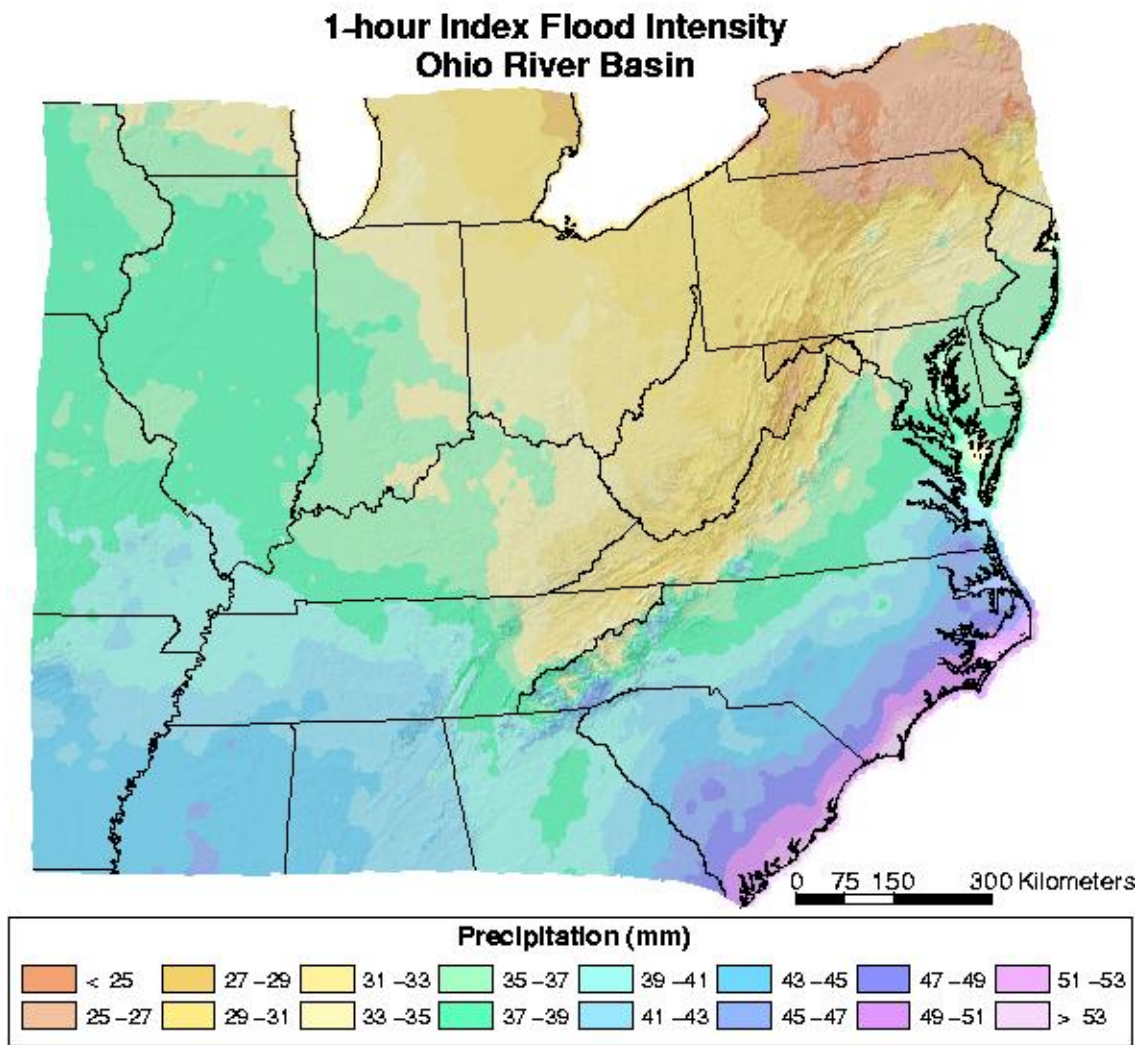 1-hour Index Flood Intensity
Ohio River Basin
0 75 150 300 Kilometers
Precipitation (mm)
< 25 27 -29 31 -33 35-37 39 -41 43 -45 47 -49 51 -53
25 -27 29 -31 33 -35 37 -39 41 -43 45 -47 49 -51 > 53